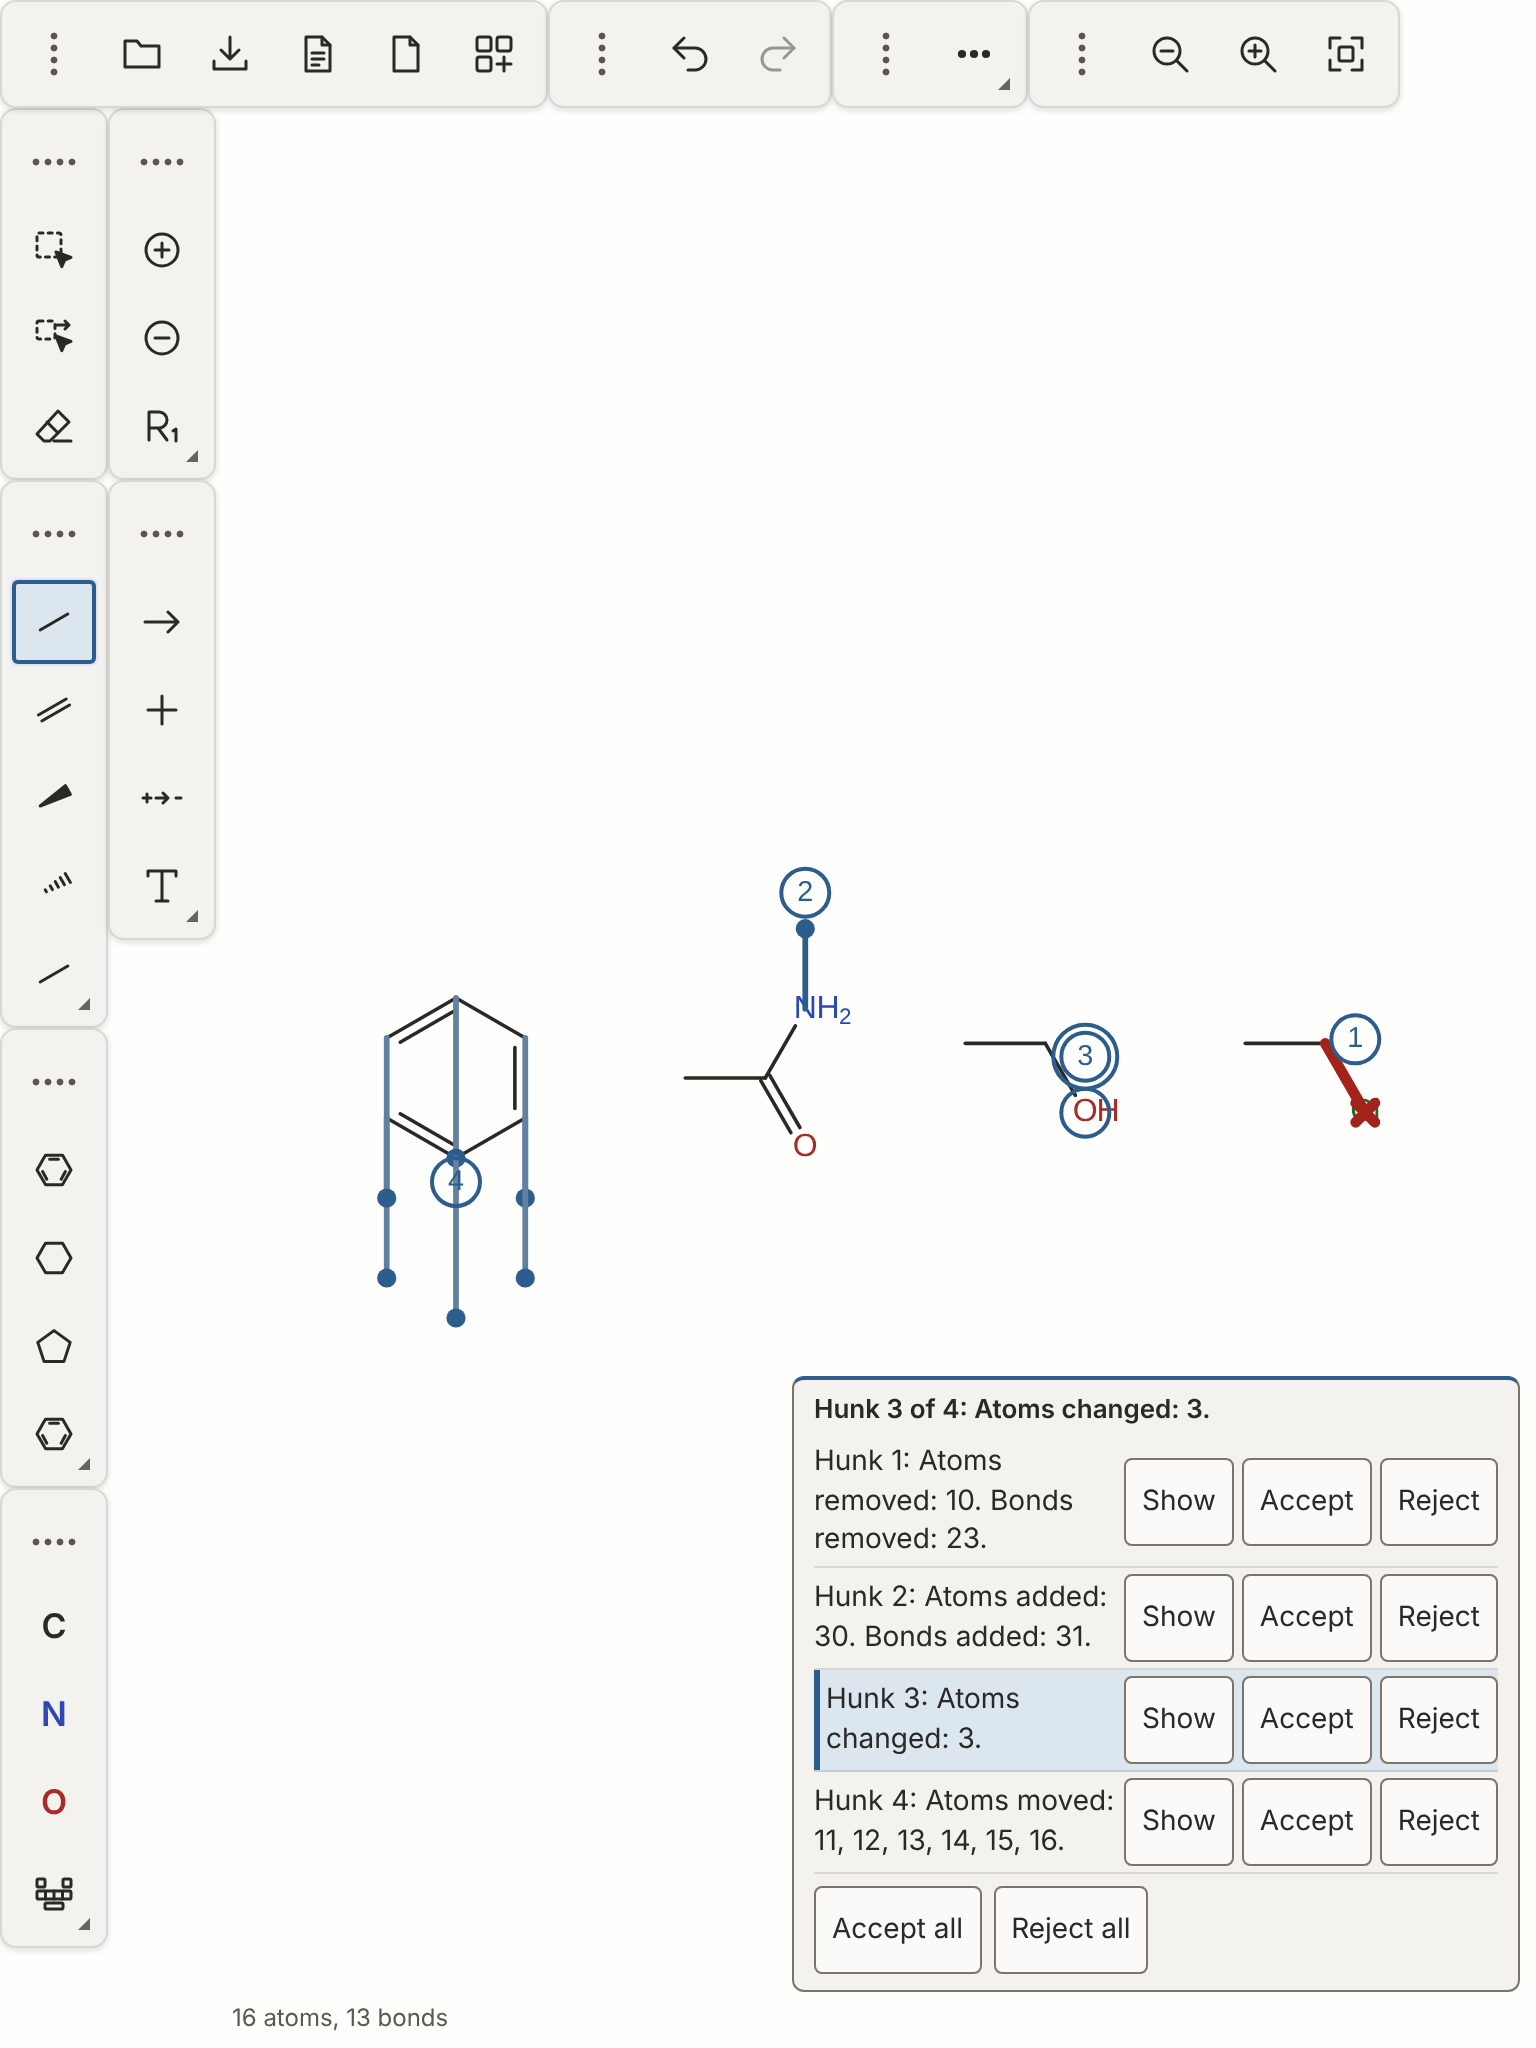 R1
T
2
NH2
O
3
OH
1
4
Hunk 3 of 4: Atoms changed: 3.
Hunk 1: Atoms
removed: 10. Bonds
removed: 23.
Show Accept Reject
Hunk 2: Atoms added:
30. Bonds added: 31.
Show Accept Reject
Hunk 3: Atoms
changed: 3.
Show Accept Reject
Hunk 4: Atoms moved:
11, 12, 13, 14, 15, 16.
Show Accept Reject
Accept all Reject all
C
N
O
16 atoms, 13 bonds